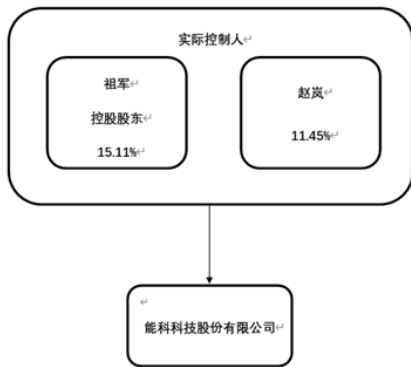 实际控制人
祖军
控股股东
15.11%
赵岚
11.45%
能科科技股份有限公司